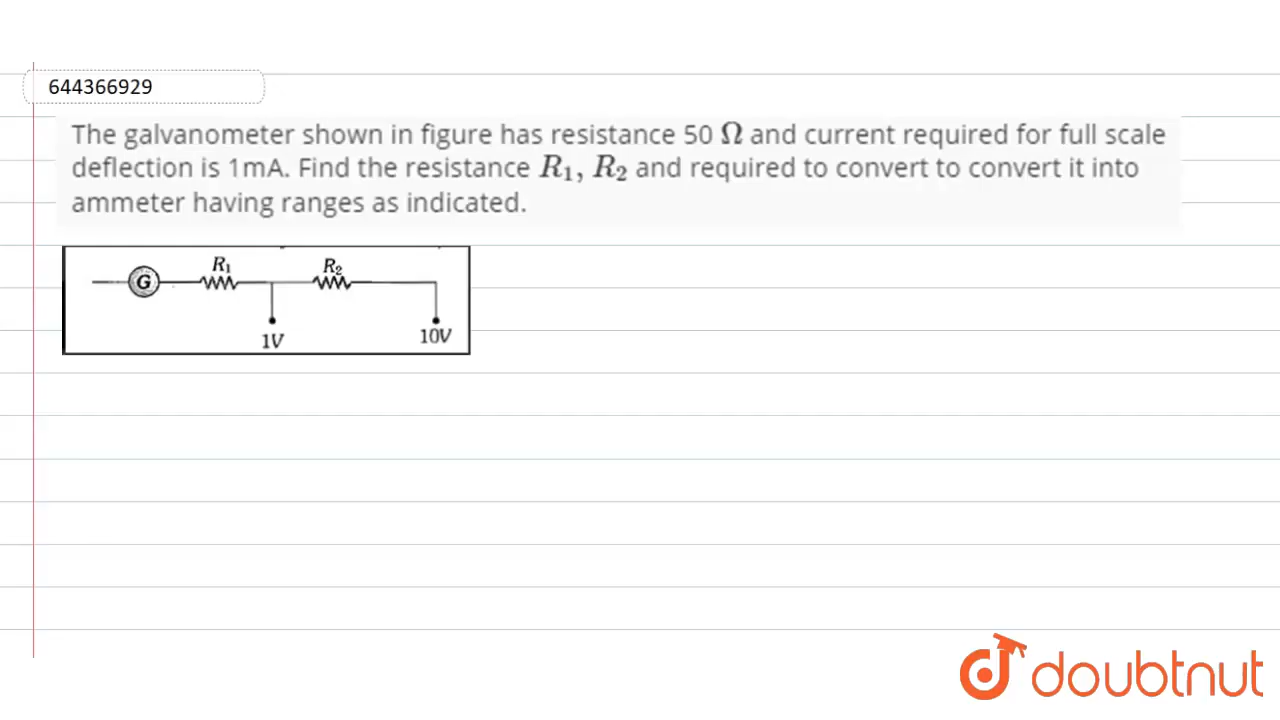 644366929
The galvanometer shown in figure has resistance 50 Ω and current required for full scale
deflection is 1mA. Find the resistance R₁, R₂ and required to convert to convert it into
ammeter having ranges as indicated.
R₁ R₂
G
1V 10V
doubtnut